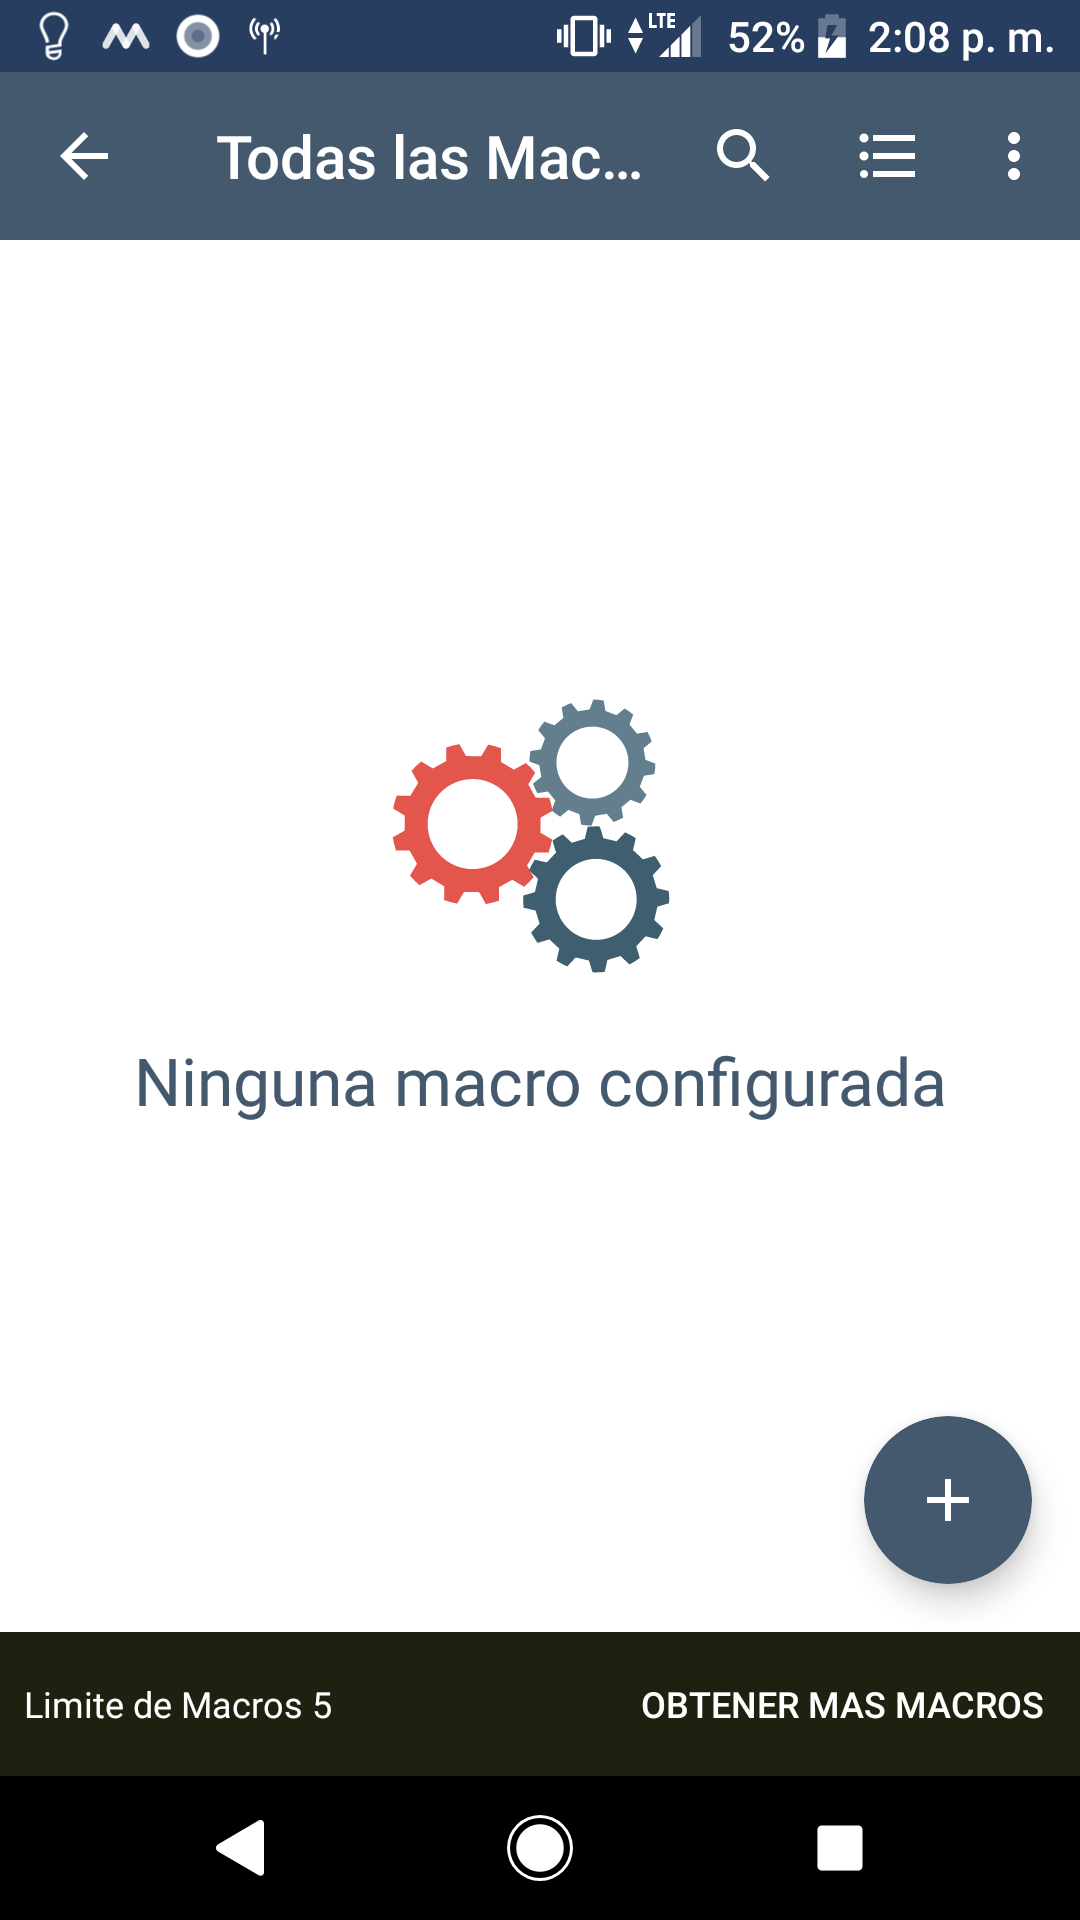 LTE 52% 2:08 p. m.
Todas las Mac...
Ninguna macro configurada
Limite de Macros 5 OBTENER MAS MACROS